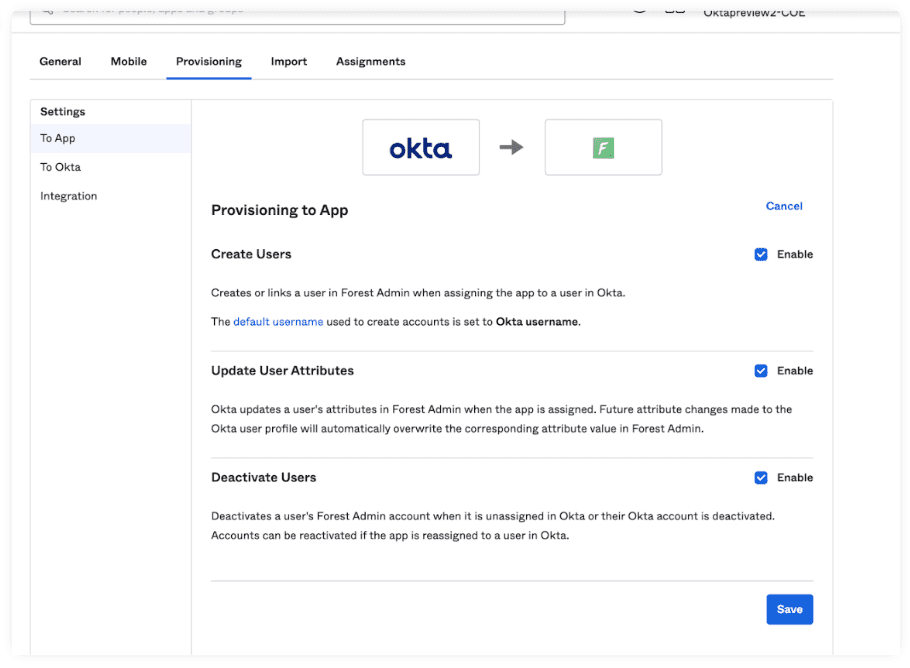 Search for people, apps and groups
Oktapreview2-COE
General Mobile Provisioning Import Assignments
Settings
To App
To Okta
Integration
okta
F
Provisioning to App
Cancel
Create Users
Enable
Creates or links a user in Forest Admin when assigning the app to a user in Okta.
The default username used to create accounts is set to Okta username.
Update User Attributes
Enable
Okta updates a user's attributes in Forest Admin when the app is assigned. Future attribute changes made to the
Okta user profile will automatically overwrite the corresponding attribute value in Forest Admin.
Deactivate Users
Enable
Deactivates a user's Forest Admin account when it is unassigned in Okta or their Okta account is deactivated.
Accounts can be reactivated if the app is reassigned to a user in Okta.
Save